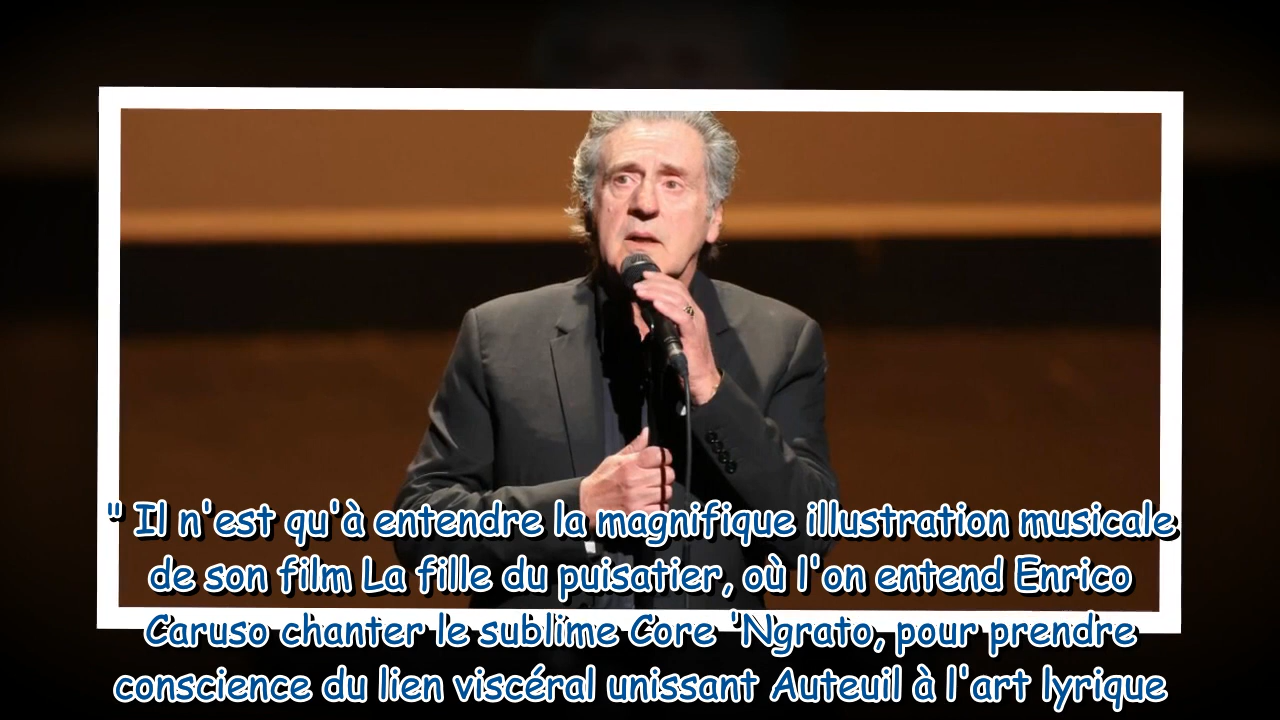 " Il n'est qu'à entendre la magnifique illustration musicale
de son film La fille du puisatier, où l'on entend Enrico
Caruso chanter le sublime Core 'Ngrato, pour prendre
conscience du lien viscéral unissant Auteuil à l'art lyrique